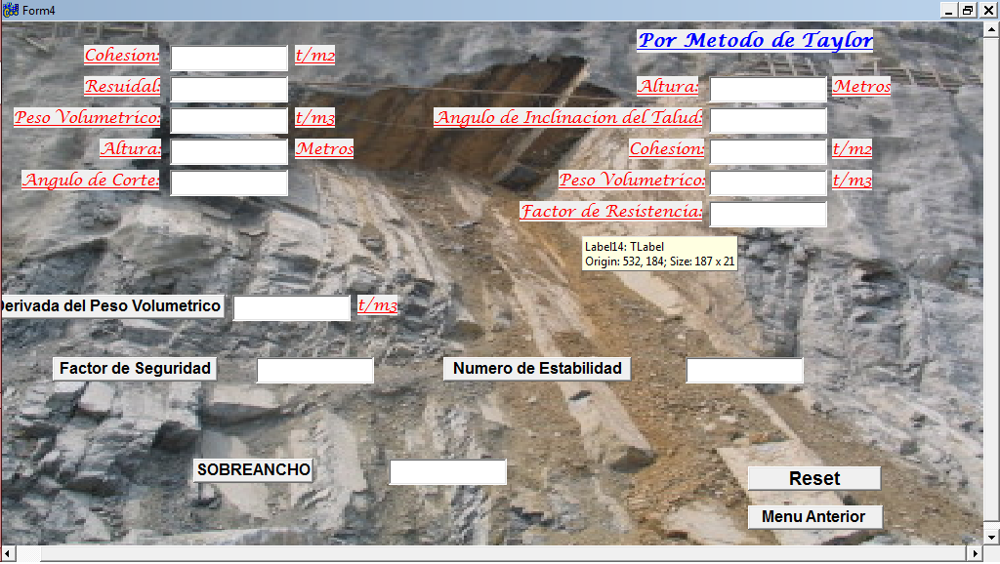 Form4
Por Metodo de Taylor
Cohesion: t/m2
Resuidal:
Peso Volumetrico: t/m3
Altura: Metros
Angulo de Corte:
Altura: Metros
Angulo de Inclinacion del Talud:
Cohesion: t/m2
Peso Volumetrico: t/m3
Factor de Resistencia:
Label14: TLabel
Origin: 532, 184; Size: 187 x 21
Derivada del Peso Volumetrico t/m3
Factor de Seguridad
Numero de Estabilidad
SOBREANCHO
Reset
Menu Anterior